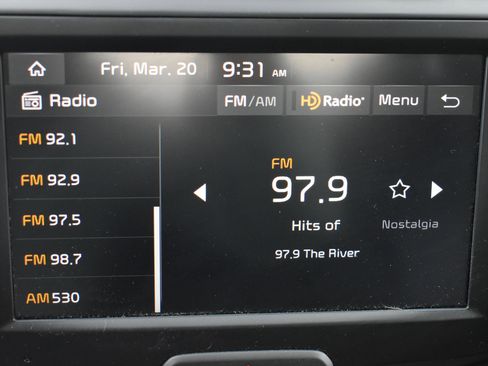 Fri, Mar. 20 9:31 AM
Radio FM/AM HD Radio® Menu
FM 92.1
FM 92.9
FM 97.5
FM 98.7
AM 530
FM
97.9
Hits of Nostalgia
97.9 The River